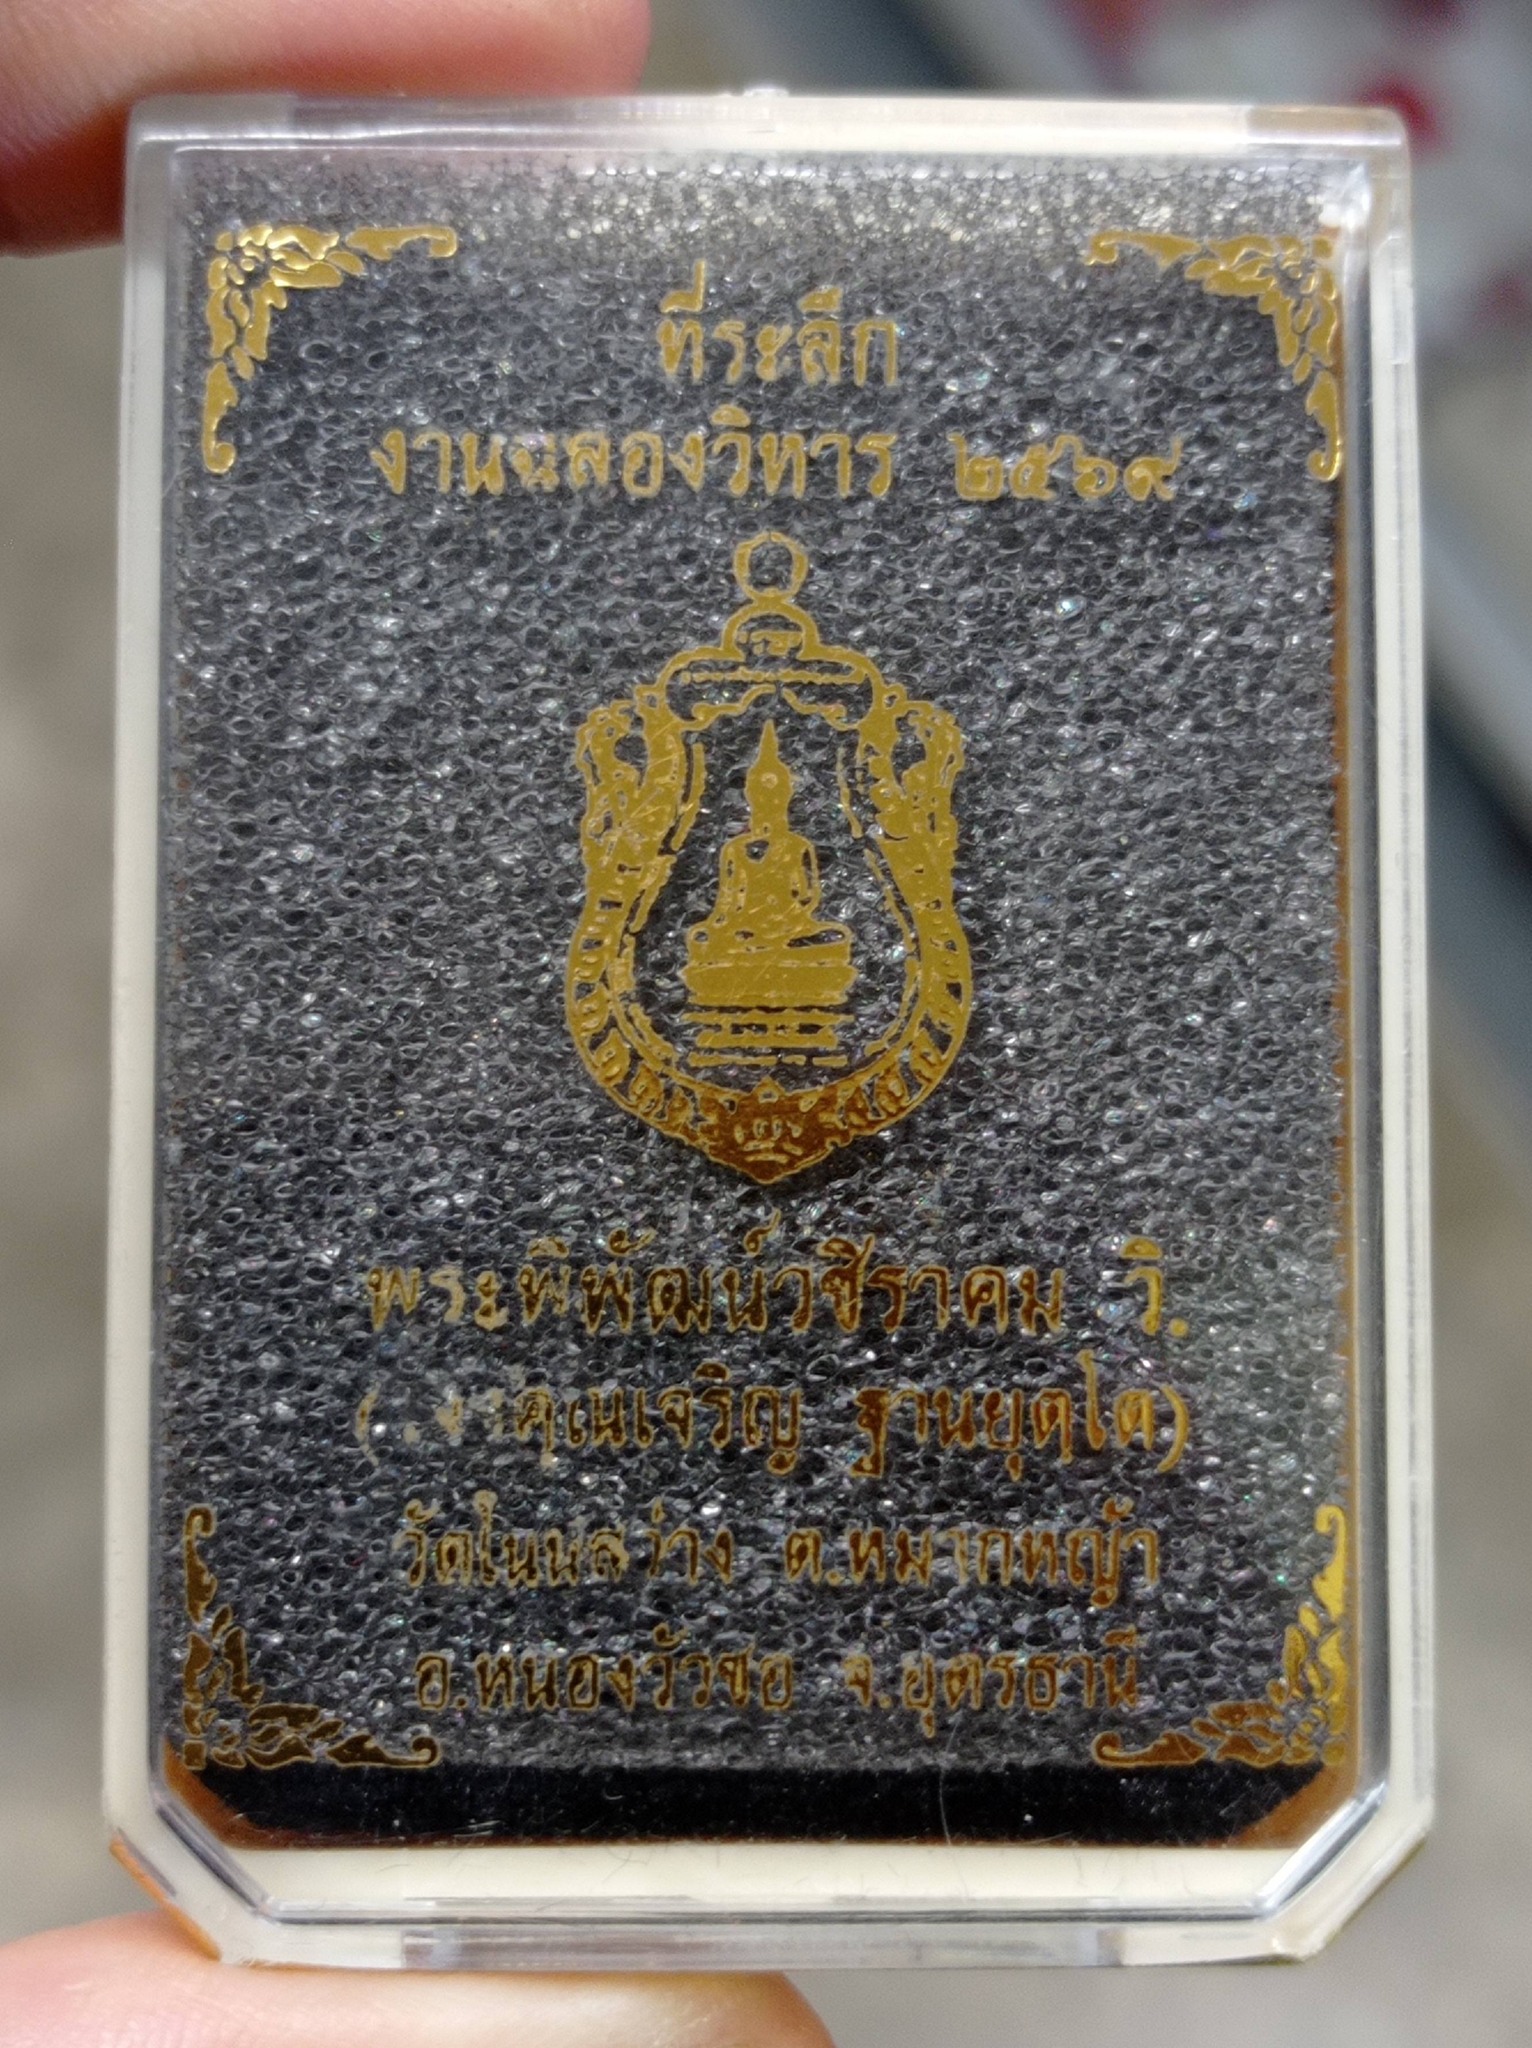 ที่ระลึก
งานฉลองวิหาร ๒๕๖๙
พระพิพัฒน์วชิราคม วิ.
เจริญ ฐานยุตฺโต)
วัดโนนสว่าง ต.หมากหญ้า
อ.หนองวัวซอ จ.อุดรธานี